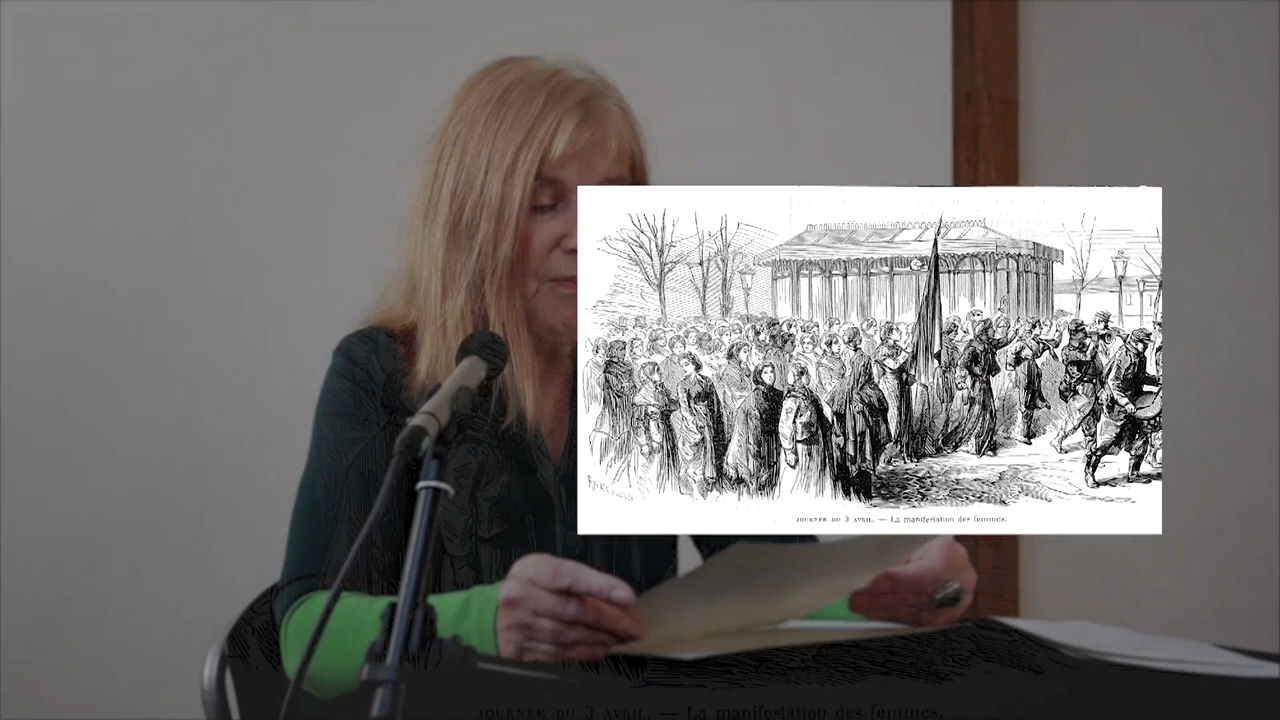 JOURNÉE DU 3 AVRIL. — La manifestation des femmes.
JOURNÉE DU 3 AVRIL. — La manifestation des femmes.